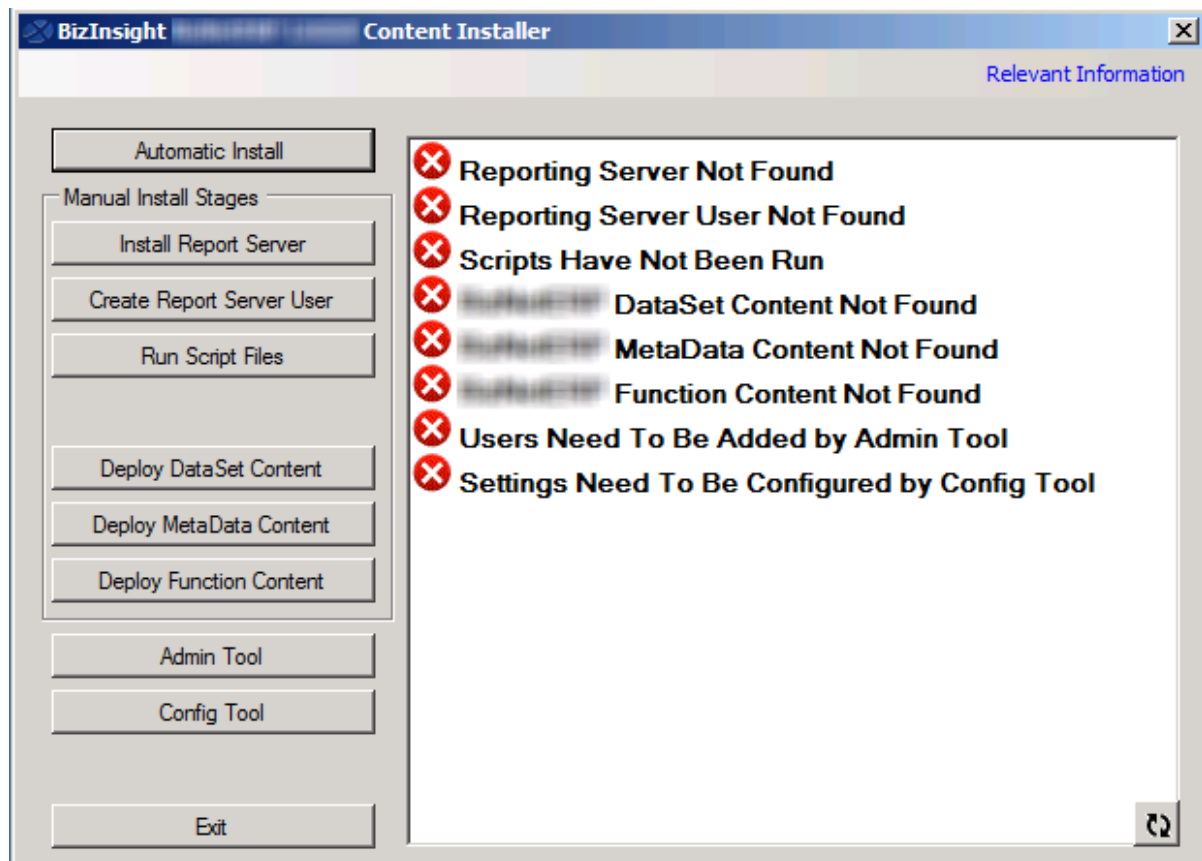 BizInsight Content Installer
Relevant Information
Automatic Install
Manual Install Stages
Install Report Server
Create Report Server User
Run Script Files
Deploy DataSet Content
Deploy MetaData Content
Deploy Function Content
Admin Tool
Config Tool
Exit
Reporting Server Not Found
Reporting Server User Not Found
Scripts Have Not Been Run
DataSet Content Not Found
MetaData Content Not Found
Function Content Not Found
Users Need To Be Added by Admin Tool
Settings Need To Be Configured by Config Tool